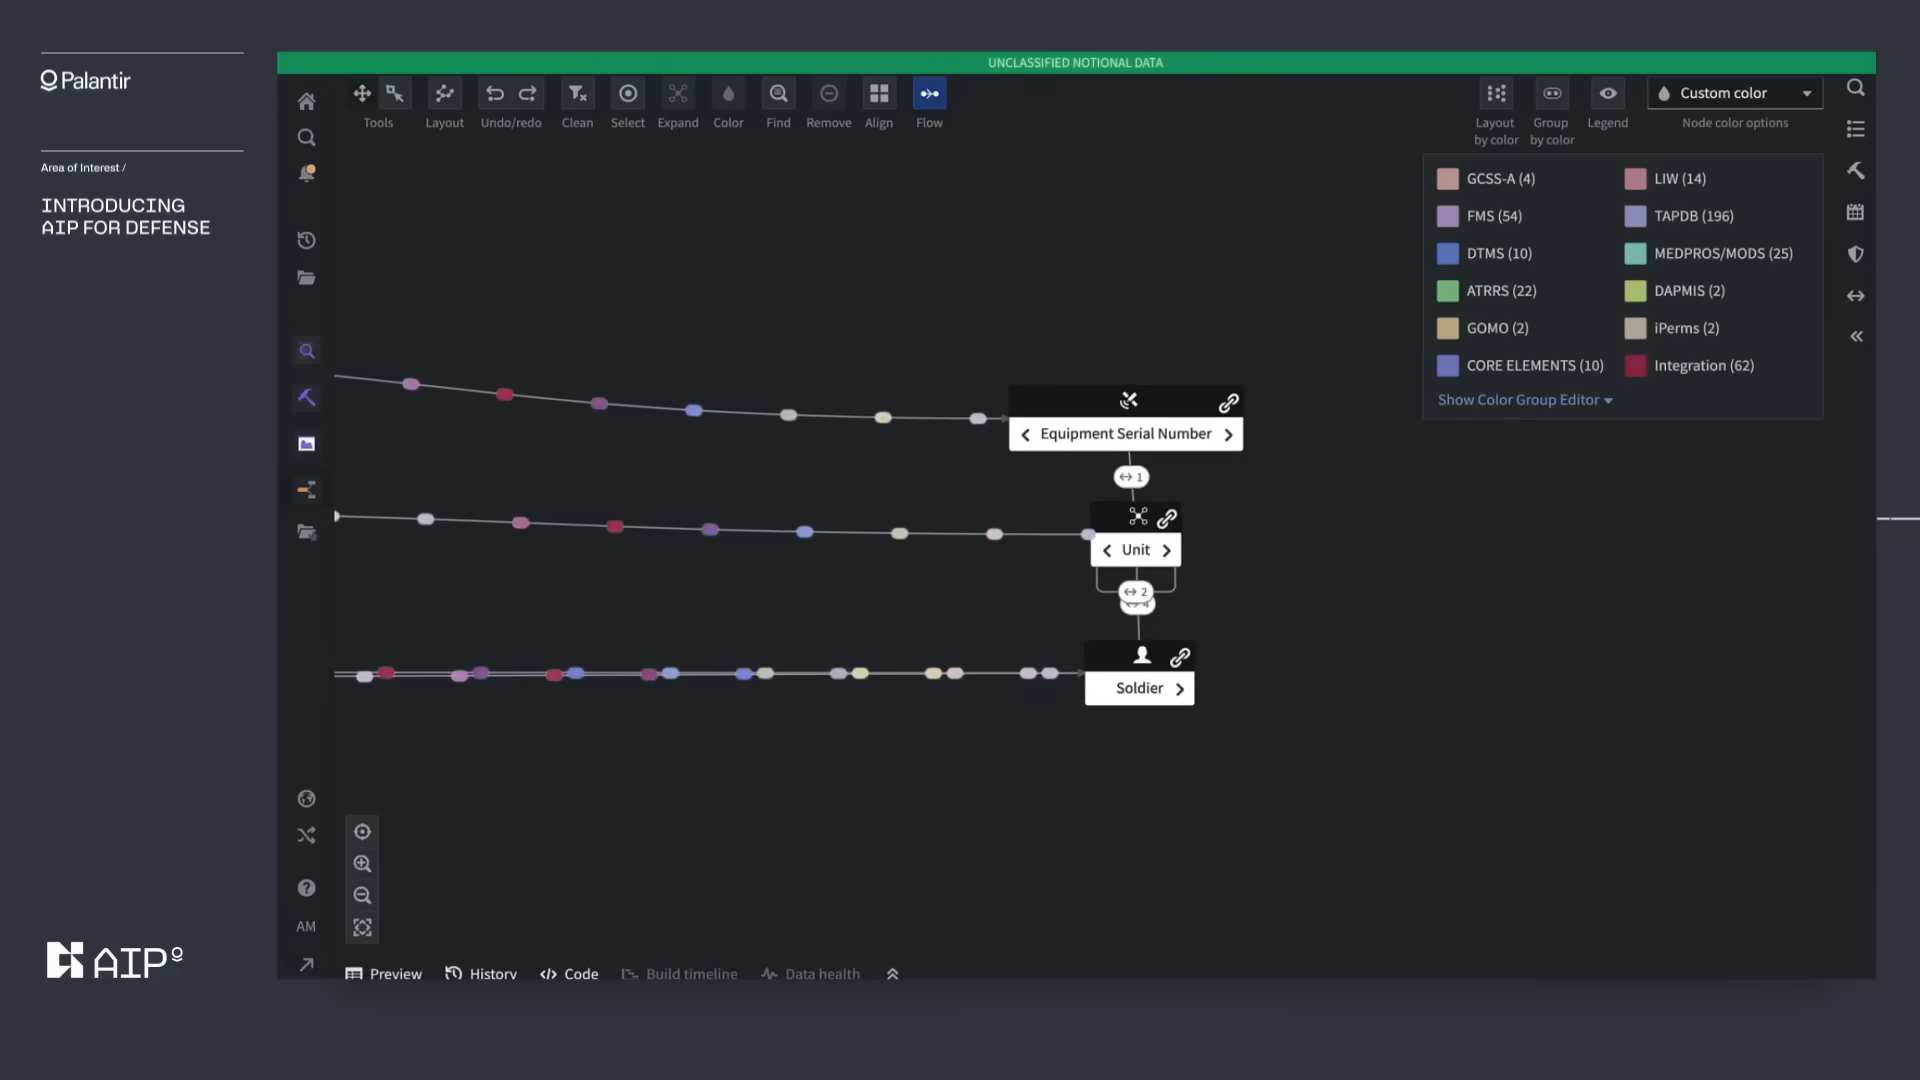 Palantir
Area of Interest /
INTRODUCING
AIP FOR DEFENSE
UNCLASSIFIED NOTIONAL DATA
Tools
Layout
Undo/redo
Clean
Select
Expand
Color
Find
Remove
Align
Flow
Layout
by color
Group
by color
Legend
Custom color
Node color options
GCSS-A (4)
LIW (14)
FMS (54)
TAPDB (196)
DTMS (10)
MEDPROS/MODS (25)
ATRRS (22)
DAPMIS (2)
GOMO (2)
iPerms (2)
CORE ELEMENTS (10)
Integration (62)
Show Color Group Editor
Equipment Serial Number
1
Unit
2
4
Soldier
AM
Preview
History
Code
Build timeline
Data health
AIP